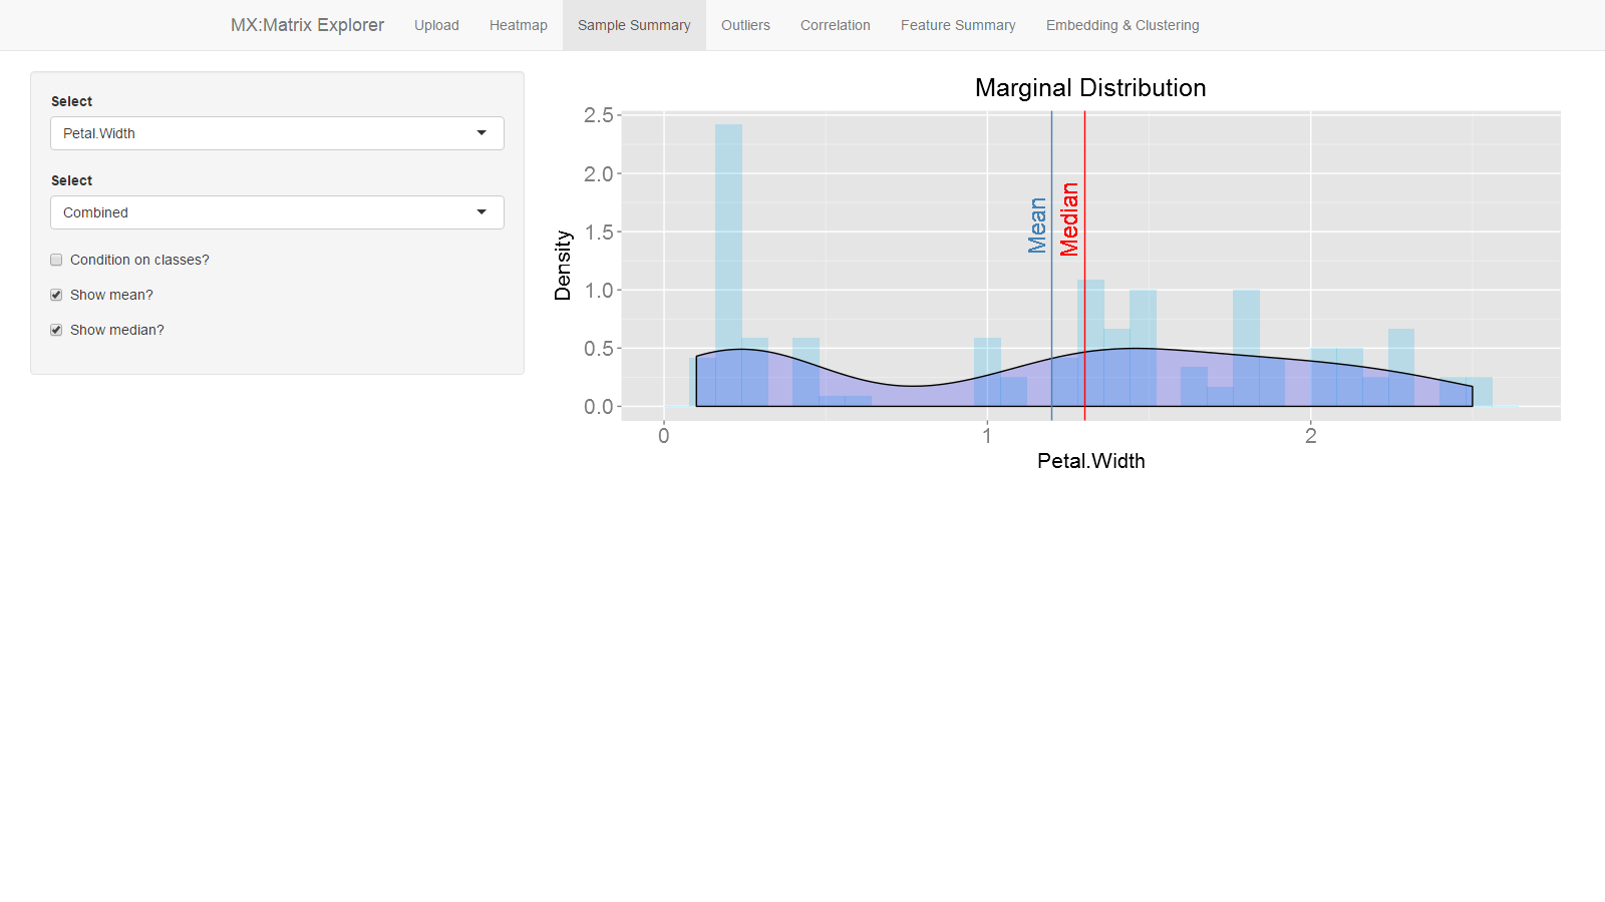 MX:Matrix Explorer Upload Heatmap Sample Summary Outliers Correlation Feature Summary Embedding & Clustering
Select
Petal.Width
Select
Combined
Condition on classes?
Show mean?
Show median?
Marginal Distribution
2.5
2.0
1.5
1.0
0.5
0.0
Density
Mean
Median
0 1 2
Petal.Width